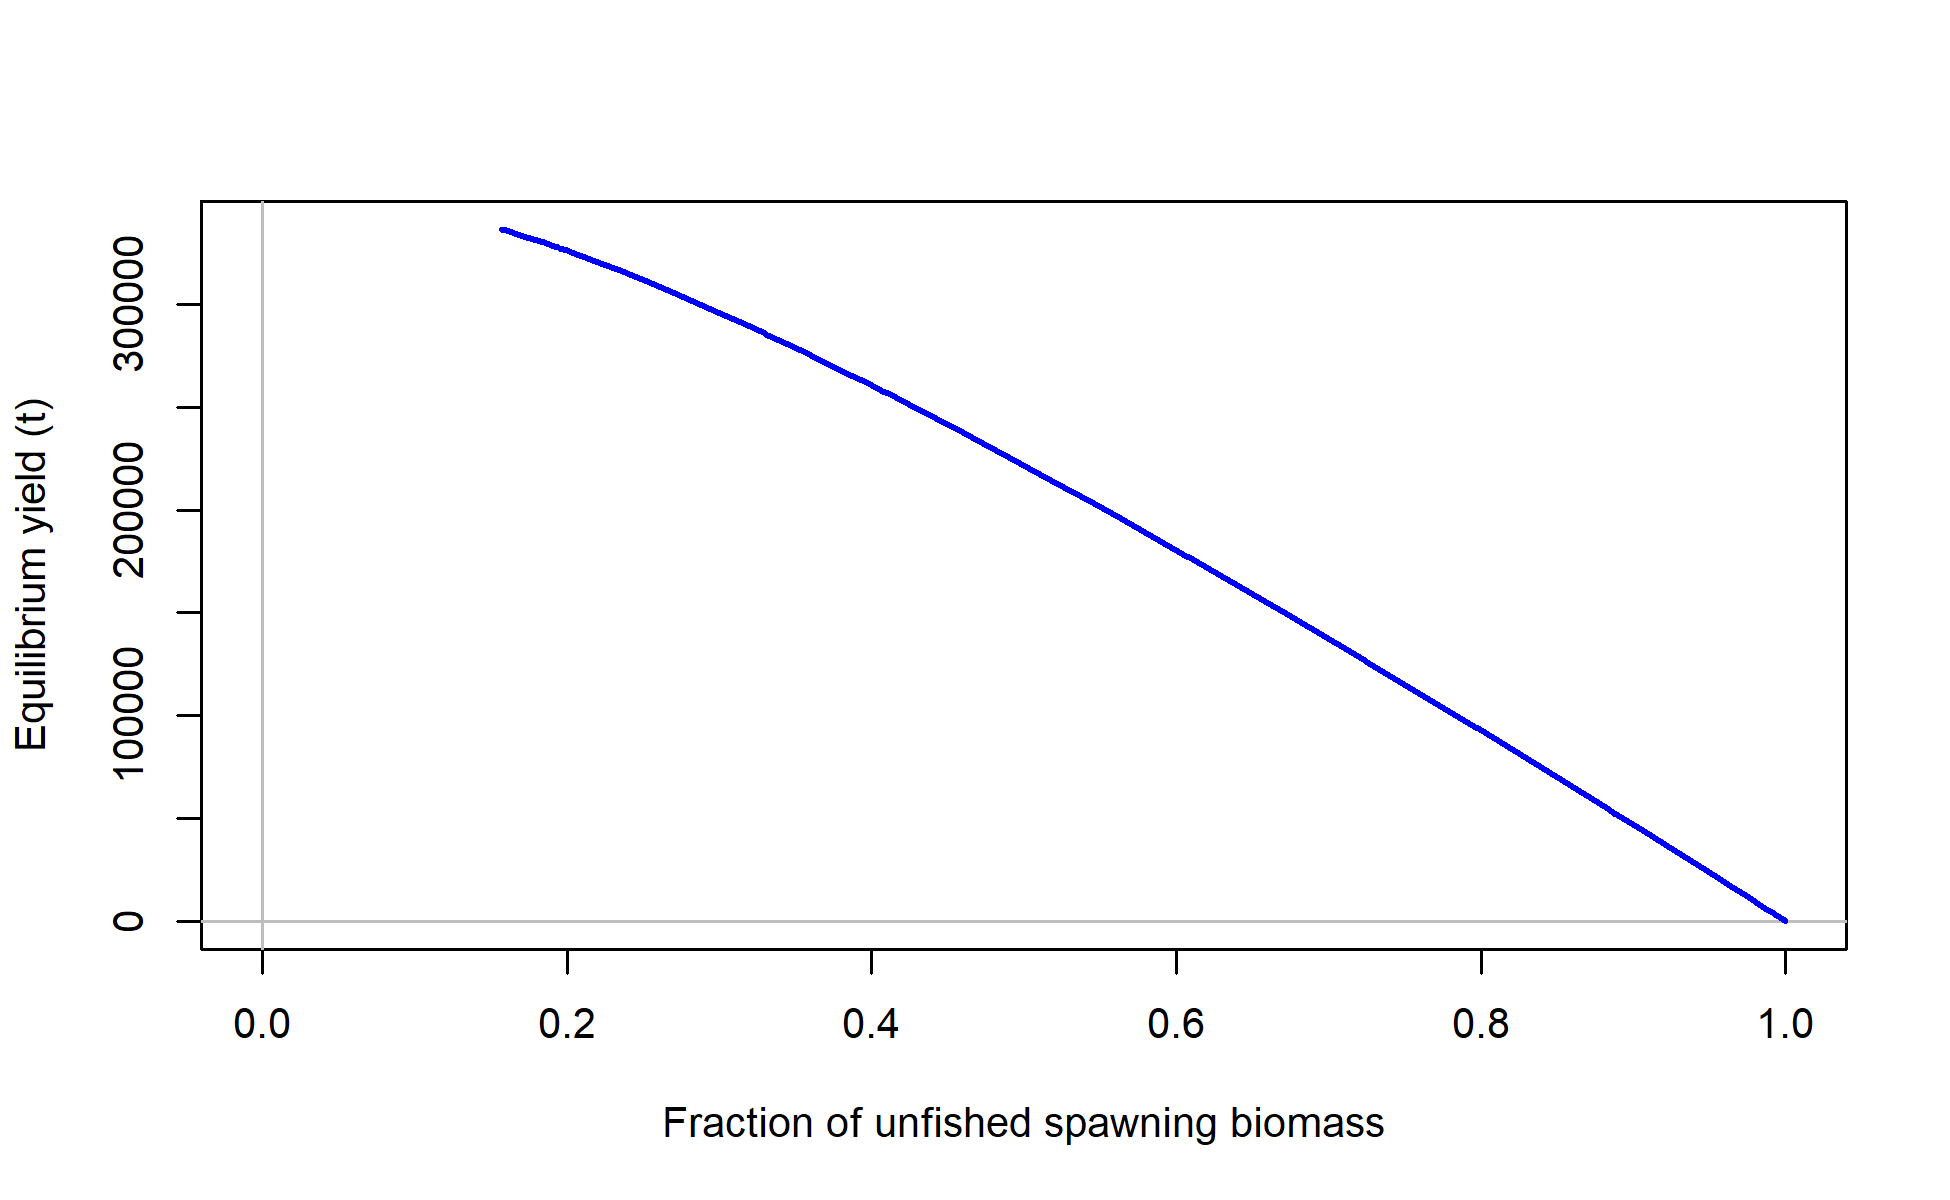 Equilibrium yield (t)
300000
200000
100000
0
0.0 0.2 0.4 0.6 0.8 1.0
Fraction of unfished spawning biomass